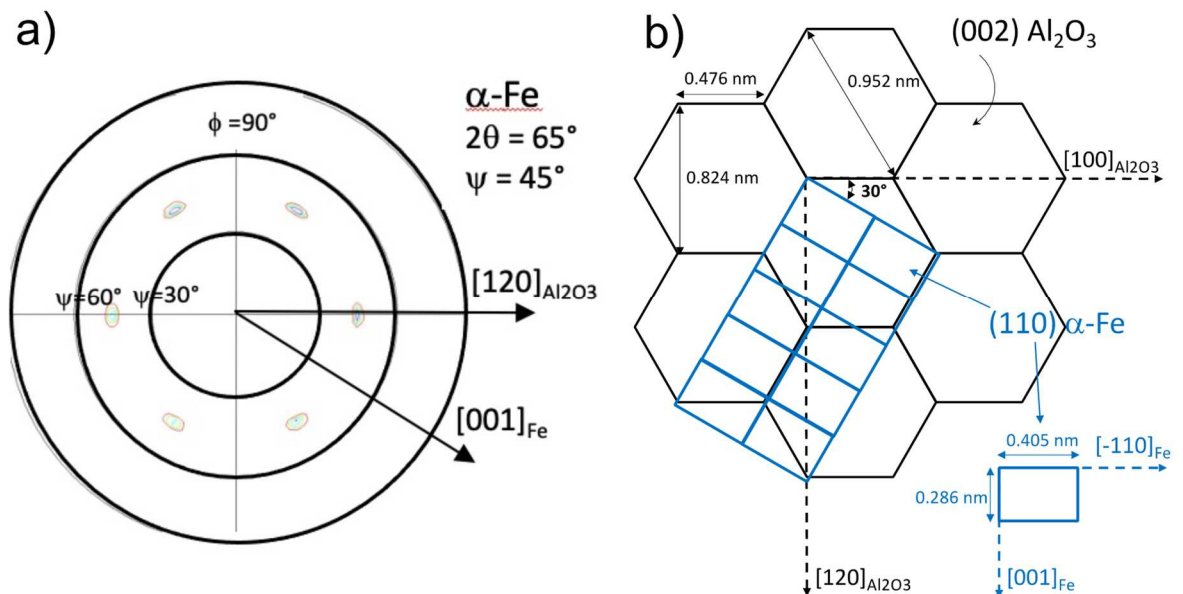 a)
α-Fe
2θ = 65°
ψ = 45°
ϕ =90°
ψ=60°
ψ=30°
[120]Al2O3
[001]Fe
b)
(002) Al₂O₃
0.476 nm
0.952 nm
0.824 nm
[100]Al2O3
30°
(110) α-Fe
0.405 nm
[-110]Fe
0.286 nm
[120]Al2O3
[001]Fe